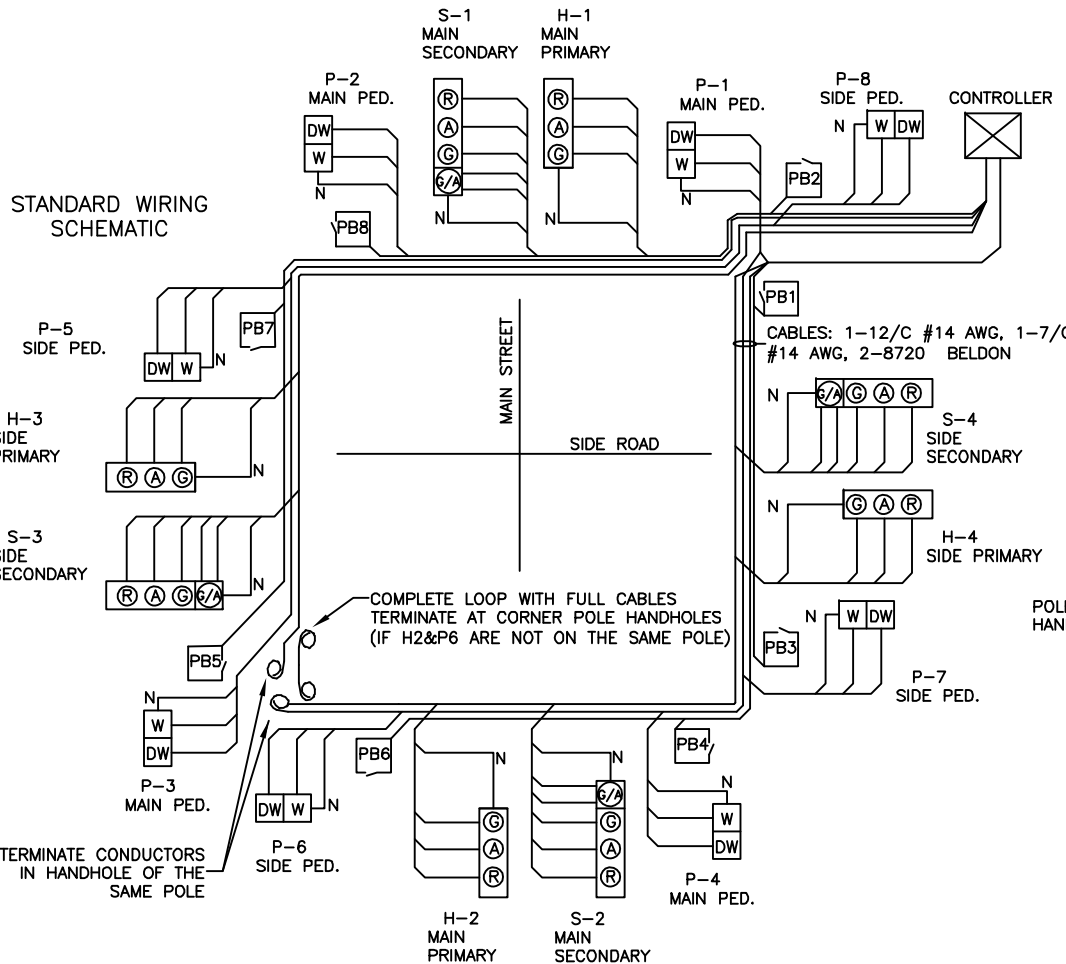 S-1
MAIN
SECONDARY
H-1
MAIN
PRIMARY
P-2
MAIN PED.
P-1
MAIN PED.
P-8
SIDE PED.
CONTROLLER
R
A
G
G/A
N
R
A
G
N
DW
W
N
DW
W
N
N W DW
PB2
STANDARD WIRING
SCHEMATIC
PB8
PB7
PB1
P-5
SIDE PED.
DW W N
MAIN STREET
SIDE ROAD
CABLES: 1-12/C #14 AWG, 1-7/C
#14 AWG, 2-8720 BELDON
N G/A G A R
S-4
SIDE
SECONDARY
H-3
SIDE
PRIMARY
R A G N
N G A R
H-4
SIDE PRIMARY
S-3
SIDE
SECONDARY
R A G G/A N
COMPLETE LOOP WITH FULL CABLES
TERMINATE AT CORNER POLE HANDHOLES
(IF H2&P6 ARE NOT ON THE SAME POLE)
N W DW
PB3
P-7
SIDE PED.
PB5
N
W
DW
P-3
MAIN PED.
PB6
PB4
DW W N
P-6
SIDE PED.
N
G
A
R
H-2
MAIN
PRIMARY
N
G/A
G
A
R
S-2
MAIN
SECONDARY
N
W
DW
P-4
MAIN PED.
TERMINATE CONDUCTORS
IN HANDHOLE OF THE
SAME POLE